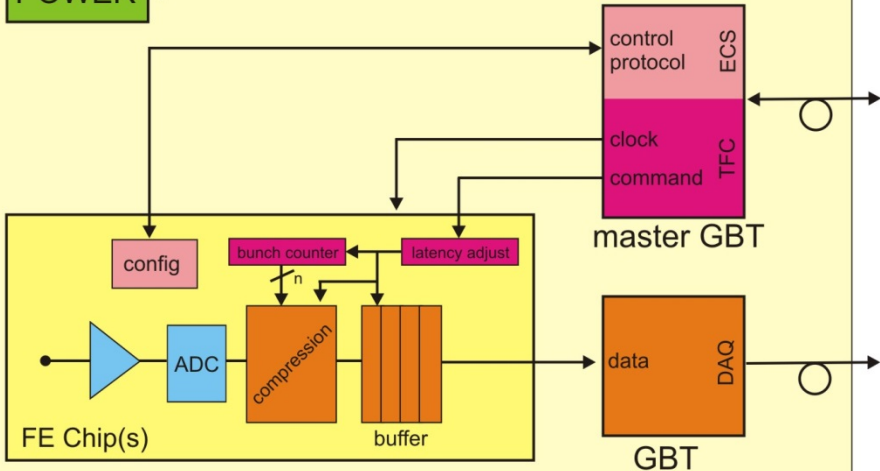 POWER
control
protocol
ECS
clock
TFC
command
master GBT
config
bunch counter
latency adjust
n
ADC
compression
buffer
FE Chip(s)
data
DAQ
GBT